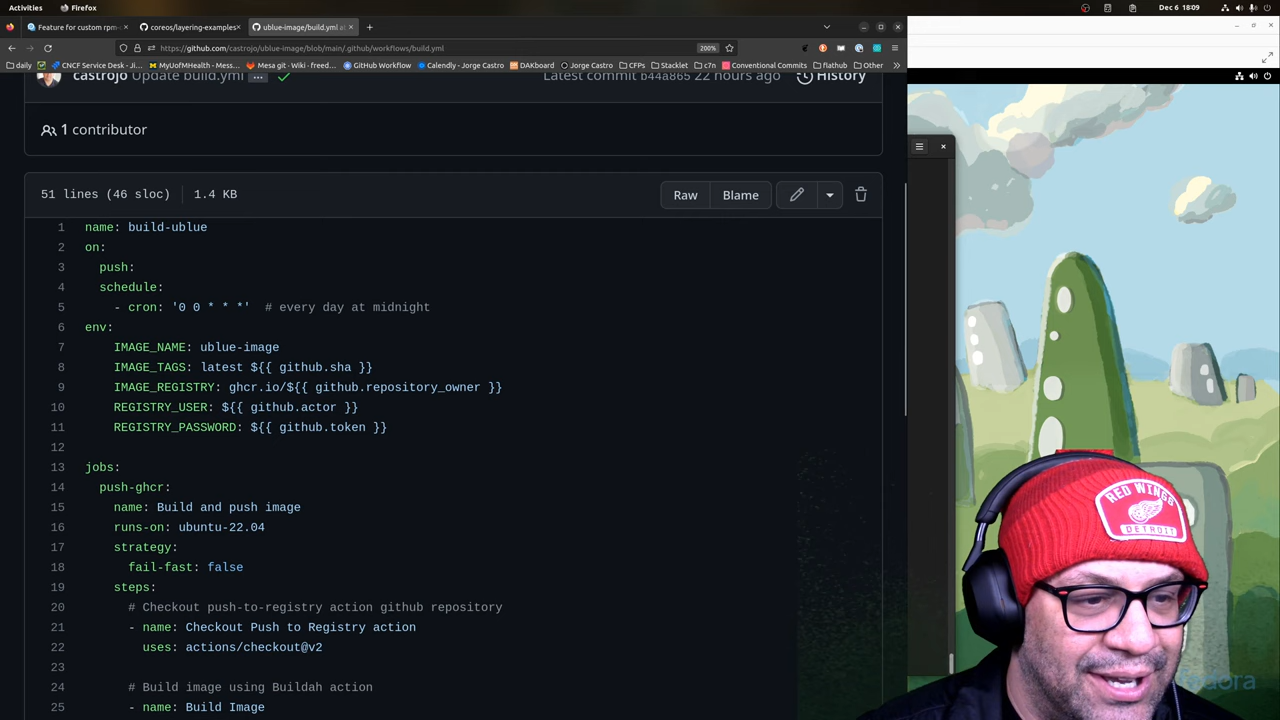 Activities Firefox Dec 6 18:09
Feature for custom rpm- × coreos/layering-examples × ublue-image/build.yml at × +
https://github.com/castrojo/ublue-image/blob/main/.github/workflows/build.yml 200%
daily CNCF Service Desk - Ji... MyUofMHealth - Mess... Mesa git - Wiki - freed... GitHub Workflow Calendly - Jorge Castro DAKboard Jorge Castro CFPs Stacklet c7n Conventional Commits flathub Other
castrojo Update build.yml ... Latest commit b44a865 22 hours ago History
1 contributor
51 lines (46 sloc) 1.4 KB Raw Blame
1 name: build-ublue
2 on:
3 push:
4 schedule:
5 - cron: '0 0 * * *' # every day at midnight
6 env:
7 IMAGE_NAME: ublue-image
8 IMAGE_TAGS: latest ${{ github.sha }}
9 IMAGE_REGISTRY: ghcr.io/${{ github.repository_owner }}
10 REGISTRY_USER: ${{ github.actor }}
11 REGISTRY_PASSWORD: ${{ github.token }}
12
13 jobs:
14 push-ghcr:
15 name: Build and push image
16 runs-on: ubuntu-22.04
17 strategy:
18 fail-fast: false
19 steps:
20 # Checkout push-to-registry action github repository
21 - name: Checkout Push to Registry action
22 uses: actions/checkout@v2
23
24 # Build image using Buildah action
25 - name: Build Image
RED WINGS
DETROIT
fedora